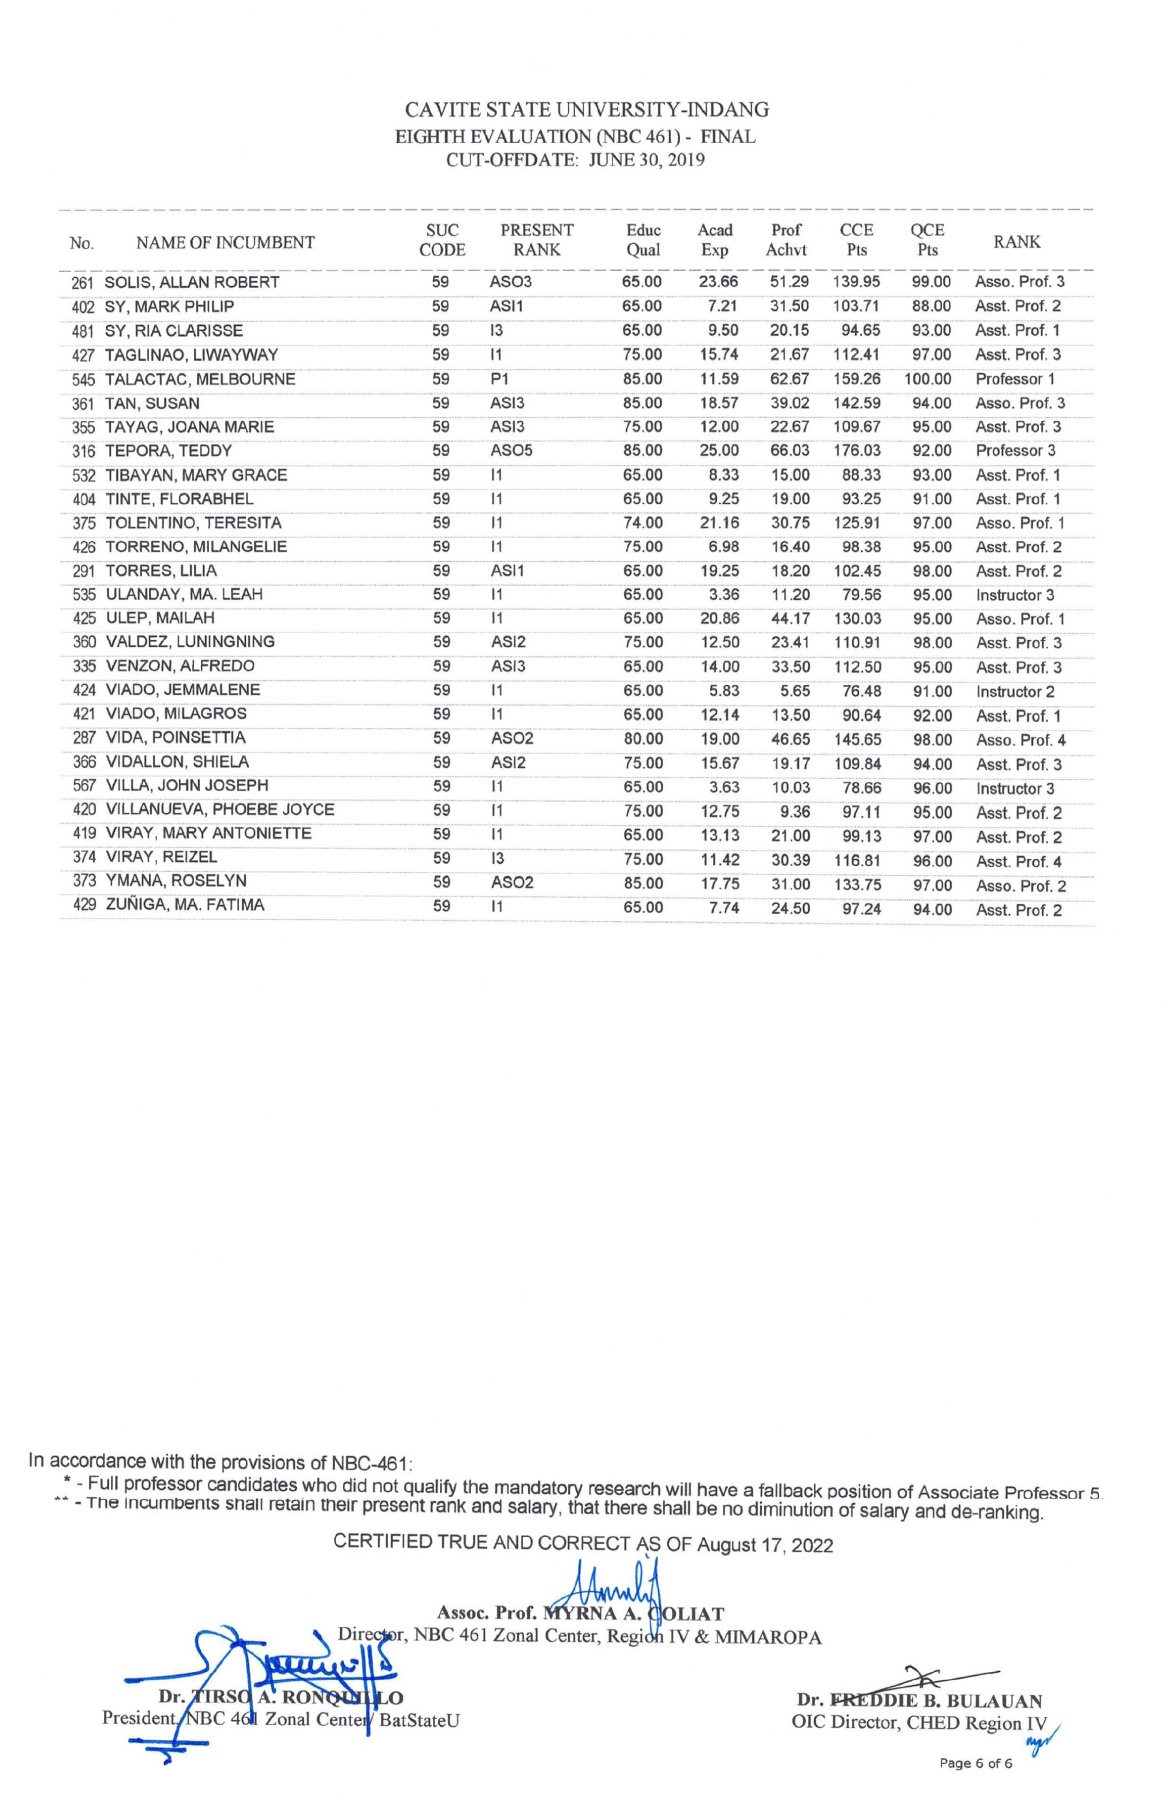 CAVITE STATE UNIVERSITY-INDANG
EIGHTH EVALUATION (NBC 461) - FINAL
CUT-OFFDATE: JUNE 30, 2019
No. NAME OF INCUMBENT SUC CODE PRESENT RANK Educ Qual Acad Exp Prof Achvt CCE Pts QCE Pts RANK
261 SOLIS, ALLAN ROBERT 59 ASO3 65.00 23.66 51.29 139.95 99.00 Asso. Prof. 3
402 SY, MARK PHILIP 59 ASI1 65.00 7.21 31.50 103.71 88.00 Asst. Prof. 2
481 SY, RIA CLARISSE 59 I3 65.00 9.50 20.15 94.65 93.00 Asst. Prof. 1
427 TAGLINAO, LIWAYWAY 59 I1 75.00 15.74 21.67 112.41 97.00 Asst. Prof. 3
545 TALACTAC, MELBOURNE 59 P1 85.00 11.59 62.67 159.26 100.00 Professor 1
361 TAN, SUSAN 59 ASI3 85.00 18.57 39.02 142.59 94.00 Asso. Prof. 3
355 TAYAG, JOANA MARIE 59 ASI3 75.00 12.00 22.67 109.67 95.00 Asst. Prof. 3
316 TEPORA, TEDDY 59 ASO5 85.00 25.00 66.03 176.03 92.00 Professor 3
532 TIBAYAN, MARY GRACE 59 I1 65.00 8.33 15.00 88.33 93.00 Asst. Prof. 1
404 TINTE, FLORABHEL 59 I1 65.00 9.25 19.00 93.25 91.00 Asst. Prof. 1
375 TOLENTINO, TERESITA 59 I1 74.00 21.16 30.75 125.91 97.00 Asso. Prof. 1
426 TORRENO, MILANGELIE 59 I1 75.00 6.98 16.40 98.38 95.00 Asst. Prof. 2
291 TORRES, LILIA 59 ASI1 65.00 19.25 18.20 102.45 98.00 Asst. Prof. 2
535 ULANDAY, MA. LEAH 59 I1 65.00 3.36 11.20 79.56 95.00 Instructor 3
425 ULEP, MAILAH 59 I1 65.00 20.86 44.17 130.03 95.00 Asso. Prof. 1
360 VALDEZ, LUNINGNING 59 ASI2 75.00 12.50 23.41 110.91 98.00 Asst. Prof. 3
335 VENZON, ALFREDO 59 ASI3 65.00 14.00 33.50 112.50 95.00 Asst. Prof. 3
424 VIADO, JEMMALENE 59 I1 65.00 5.83 5.65 76.48 91.00 Instructor 2
421 VIADO, MILAGROS 59 I1 65.00 12.14 13.50 90.64 92.00 Asst. Prof. 1
287 VIDA, POINSETTIA 59 ASO2 80.00 19.00 46.65 145.65 98.00 Asso. Prof. 4
366 VIDALLON, SHIELA 59 ASI2 75.00 15.67 19.17 109.84 94.00 Asst. Prof. 3
567 VILLA, JOHN JOSEPH 59 I1 65.00 3.63 10.03 78.66 96.00 Instructor 3
420 VILLANUEVA, PHOEBE JOYCE 59 I1 75.00 12.75 9.36 97.11 95.00 Asst. Prof. 2
419 VIRAY, MARY ANTONIETTE 59 I1 65.00 13.13 21.00 99.13 97.00 Asst. Prof. 2
374 VIRAY, REIZEL 59 I3 75.00 11.42 30.39 116.81 96.00 Asst. Prof. 4
373 YMANA, ROSELYN 59 ASO2 85.00 17.75 31.00 133.75 97.00 Asso. Prof. 2
429 ZUÑIGA, MA. FATIMA 59 I1 65.00 7.74 24.50 97.24 94.00 Asst. Prof. 2
In accordance with the provisions of NBC-461:
* - Full professor candidates who did not qualify the mandatory research will have a fallback position of Associate Professor 5.
** - The incumbents shall retain their present rank and salary, that there shall be no diminution of salary and de-ranking.
CERTIFIED TRUE AND CORRECT AS OF August 17, 2022
Assoc. Prof. MYRNA A. COLIAT
Director, NBC 461 Zonal Center, Region IV & MIMAROPA
Dr. TIRSO A. RONQUILLO
President, NBC 461 Zonal Center/ BatStateU
Dr. FREDDIE B. BULAUAN
OIC Director, CHED Region IV
Page 6 of 6